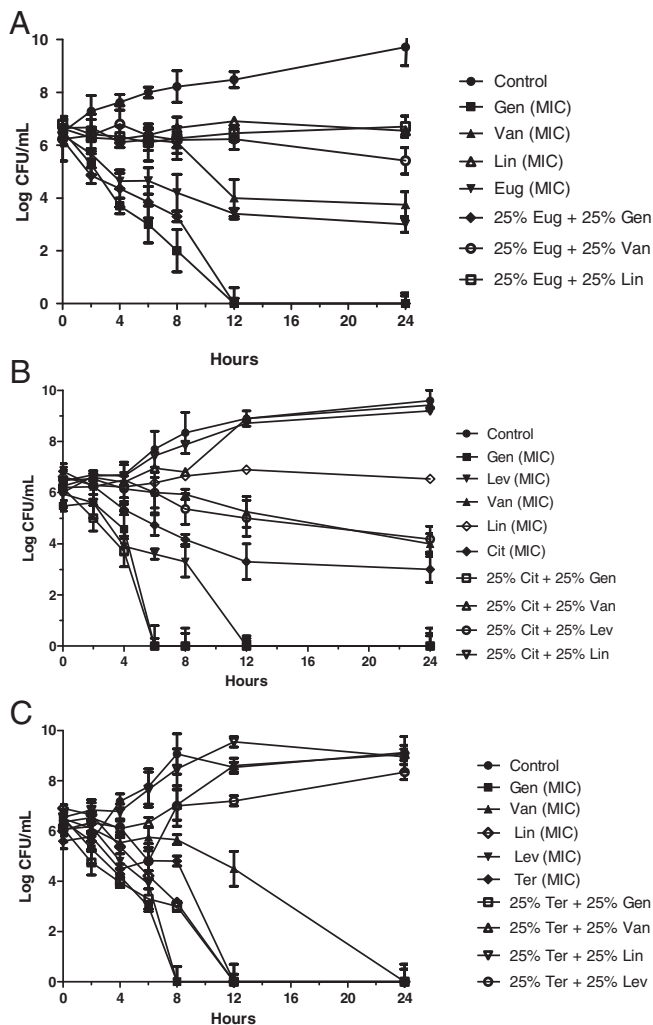 A
10
8
6
4
2
0
Log CFU/mL
0 4 8 12 16 20 24
Hours
Control
Gen (MIC)
Van (MIC)
Lin (MIC)
Eug (MIC)
25% Eug + 25% Gen
25% Eug + 25% Van
25% Eug + 25% Lin
B
10
8
6
4
2
0
Log CFU/mL
0 4 8 12 16 20 24
Hours
Control
Gen (MIC)
Lev (MIC)
Van (MIC)
Lin (MIC)
Cit (MIC)
25% Cit + 25% Gen
25% Cit + 25% Van
25% Cit + 25% Lev
25% Cit + 25% Lin
C
10
8
6
4
2
0
Log CFU/mL
0 4 8 12 16 20 24
Hours
Control
Gen (MIC)
Van (MIC)
Lin (MIC)
Lev (MIC)
Ter (MIC)
25% Ter + 25% Gen
25% Ter + 25% Van
25% Ter + 25% Lin
25% Ter + 25% Lev